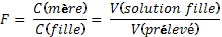 F = C(mère)/C(fille) = V(solution fille)/V(prélevé)